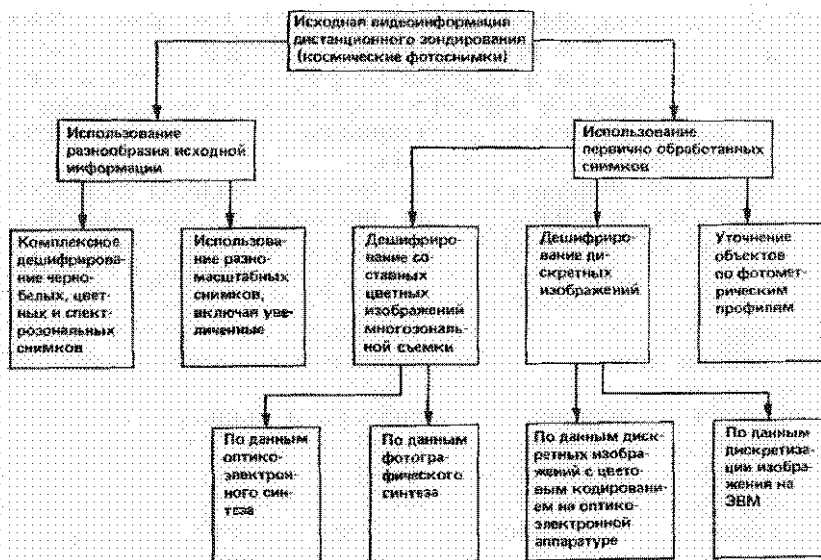 Исходная видеоинформация
дистанционного зондирования
(космические фотоснимки)
Использование
разнообразия исходной
информации
Использование
первично обработанных
снимков
Комплексное
дешифрирова-
ние черно-
белых, цвет-
ных и спект-
розональных
снимков
Использова-
ние разно-
масштабных
снимков,
включая уве-
личенные
Дешифриро-
вание со-
ставных
цветных
изображений
многозональ-
ной съемки
Дешифриро-
вание ди-
скретных
изображений
Уточнение
объектов
по фотомет-
рическим
профилям
По данным
оптико-
электрон-
ного син-
теза
По данным
фотогра-
фического
синтеза
По данным диск-
ретных изобра-
жений с цвето-
вым кодировани-
ем на оптико-
электронной
аппаратуре
По данным
дискретиза-
ции изобра-
жения на
ЭВМ